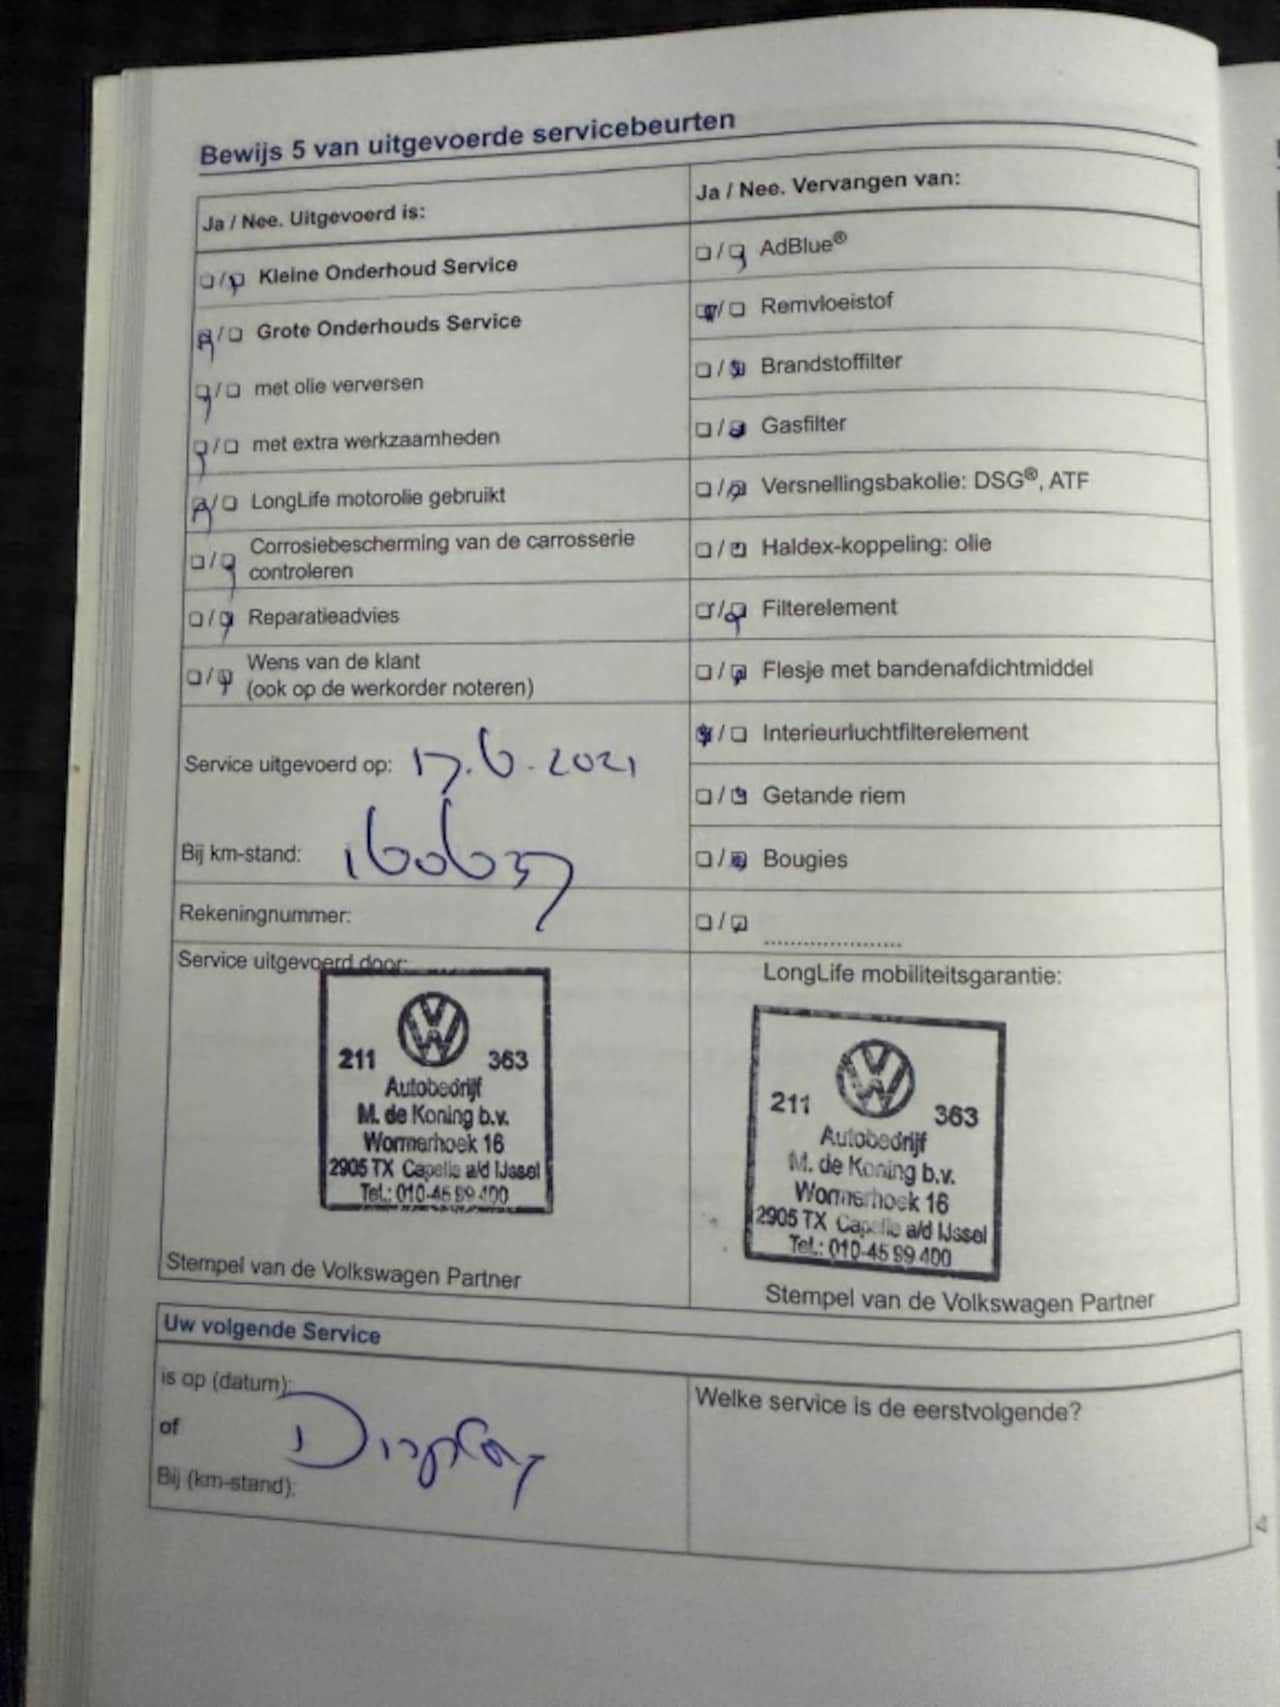 Bewijs 5 van uitgevoerde servicebeurten
Ja / Nee. Uitgevoerd is:
Kleine Onderhoud Service
Grote Onderhouds Service
met olie verversen
met extra werkzaamheden
LongLife motorolie gebruikt
Corrosiebescherming van de carrosserie
controleren
Reparatieadvies
Wens van de klant
(ook op de werkorder noteren)
Service uitgevoerd op: 17.6.2021
Bij km-stand: 160637
Rekeningnummer:
Service uitgevoerd door:
211 363
Autobedrijf
M. de Koning b.v.
Wormerhoek 16
2905 TX Capelle a/d IJssel
Tel.: 010-45 99 400
Stempel van de Volkswagen Partner
Ja / Nee. Vervangen van:
AdBlue®
Remvloeistof
Brandstoffilter
Gasfilter
Versnellingsbakolie: DSG®, ATF
Haldex-koppeling: olie
Filterelement
Flesje met bandenafdichtmiddel
Interieurluchtfilterelement
Getande riem
Bougies
LongLife mobiliteitsgarantie:
211 363
Autobedrijf
M. de Koning b.v.
Wormerhoek 16
2905 TX Capelle a/d IJssel
Tel.: 010-45 99 400
Stempel van de Volkswagen Partner
Uw volgende Service
is op (datum):
of
Display
Bij (km-stand):
Welke service is de eerstvolgende?